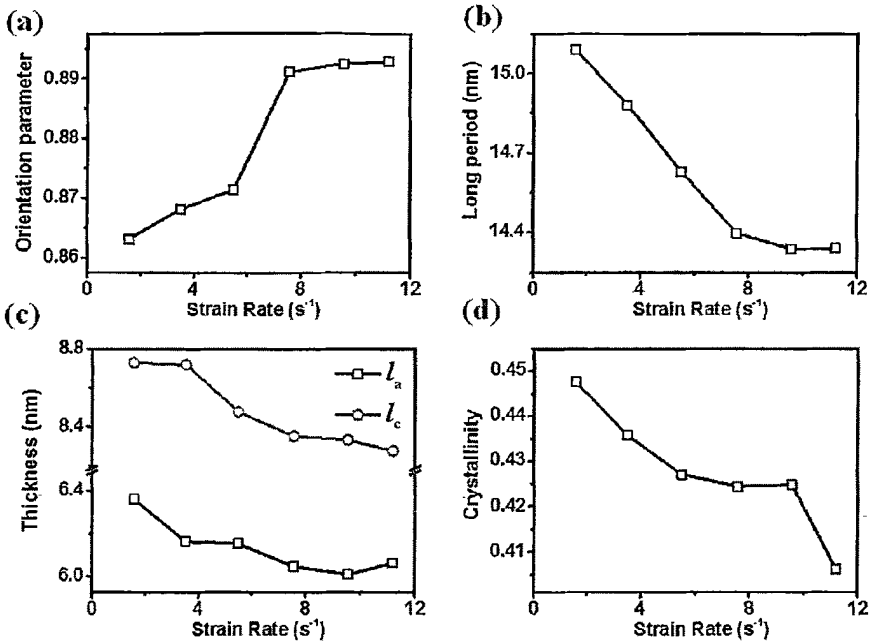 (a)
Orientation parameter
0.89
0.88
0.87
0.86
0 4 8 12
Strain Rate (s⁻¹)
(b)
Long period (nm)
15.0
14.7
14.4
0 4 8 12
Strain Rate (s⁻¹)
(c)
Thickness (nm)
8.8
8.4
6.4
6.0
lₐ
l꜀
0 4 8 12
Strain Rate (s⁻¹)
(d)
Crystallinity
0.45
0.44
0.43
0.42
0.41
0 4 8 12
Strain Rate (s⁻¹)